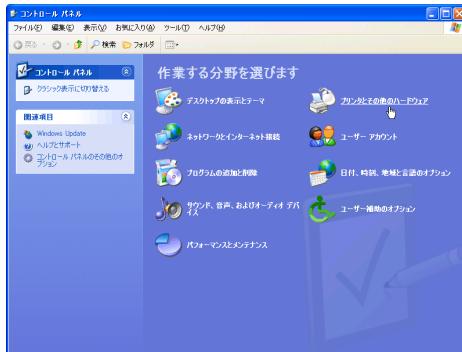 コントロール パネル
ファイル(F) 編集(E) 表示(V) お気に入り(A) ツール(T) ヘルプ(H)
戻る 検索 フォルダ
コントロール パネル
クラシック表示に切り替える
関連項目
Windows Update
ヘルプとサポート
コントロール パネルのその他のオ
プション
作業する分野を選びます
デスクトップの表示とテーマ
プリンタとその他のハードウェア
ネットワークとインターネット接続
ユーザー アカウント
プログラムの追加と削除
日付、時刻、地域と言語のオプション
サウンド、音声、およびオーディオ デバ
イス
ユーザー補助のオプション
パフォーマンスとメンテナンス